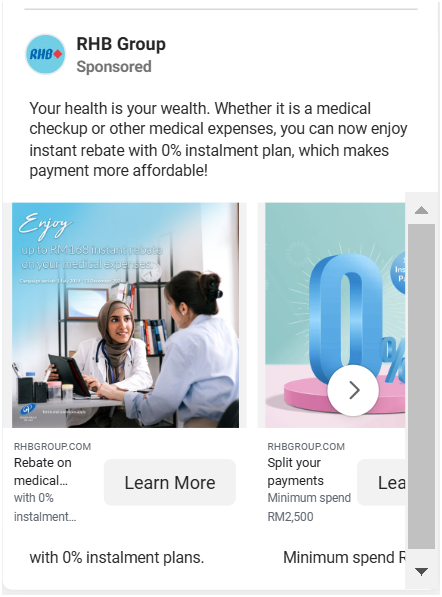 RHB
RHB Group
Sponsored
Your health is your wealth. Whether it is a medical
checkup or other medical expenses, you can now enjoy
instant rebate with 0% instalment plan, which makes
payment more affordable!
Enjoy
up to RM168 instant rebate
on your medical expenses.
0%
RHBGROUP.COM
Rebate on
medical...
with 0%
instalment...
Learn More
RHBGROUP.COM
Split your
payments
Minimum spend
RM2,500
Lea
with 0% instalment plans.
Minimum spend R